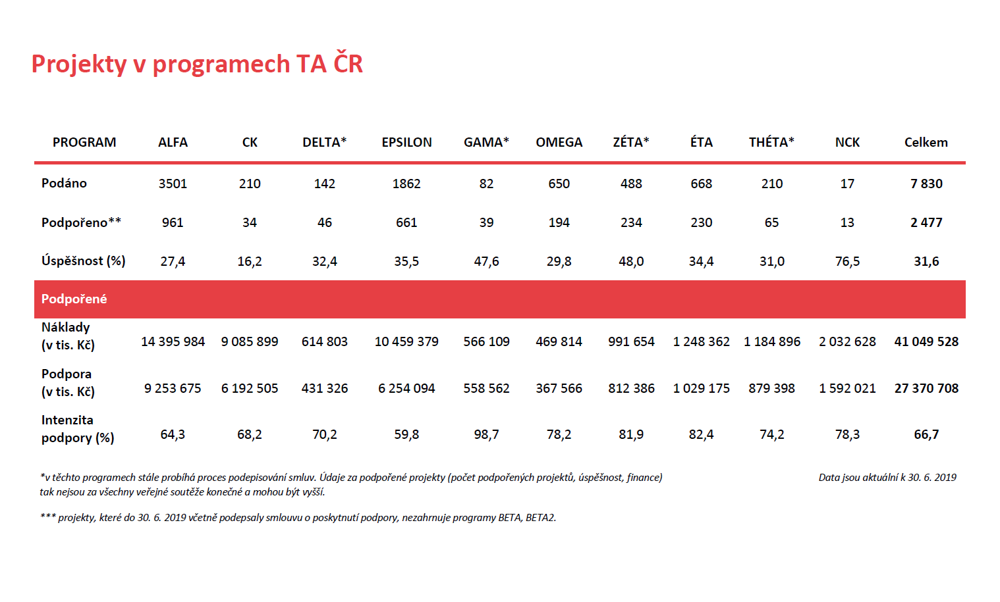 Projekty v programech TA ČR
PROGRAM ALFA CK DELTA* EPSILON GAMA* OMEGA ZÉTA* ÉTA THÉTA* NCK Celkem
Podáno 3501 210 142 1862 82 650 488 668 210 17 7 830
Podpořeno** 961 34 46 661 39 194 234 230 65 13 2 477
Úspěšnost (%) 27,4 16,2 32,4 35,5 47,6 29,8 48,0 34,4 31,0 76,5 31,6
Podpořené
Náklady
(v tis. Kč) 14 395 984 9 085 899 614 803 10 459 379 566 109 469 814 991 654 1 248 362 1 184 896 2 032 628 41 049 528
Podpora
(v tis. Kč) 9 253 675 6 192 505 431 326 6 254 094 558 562 367 566 812 386 1 029 175 879 398 1 592 021 27 370 708
Intenzita
podpory (%) 64,3 68,2 70,2 59,8 98,7 78,2 81,9 82,4 74,2 78,3 66,7
*v těchto programech stále probíhá proces podepisování smluv. Údaje za podpořené projekty (počet podpořených projektů, úspěšnost, finance) Data jsou aktuální k 30. 6. 2019
tak nejsou za všechny veřejné soutěže konečné a mohou být vyšší.
*** projekty, které do 30. 6. 2019 včetně podepsaly smlouvu o poskytnutí podpory, nezahrnuje programy BETA, BETA2.